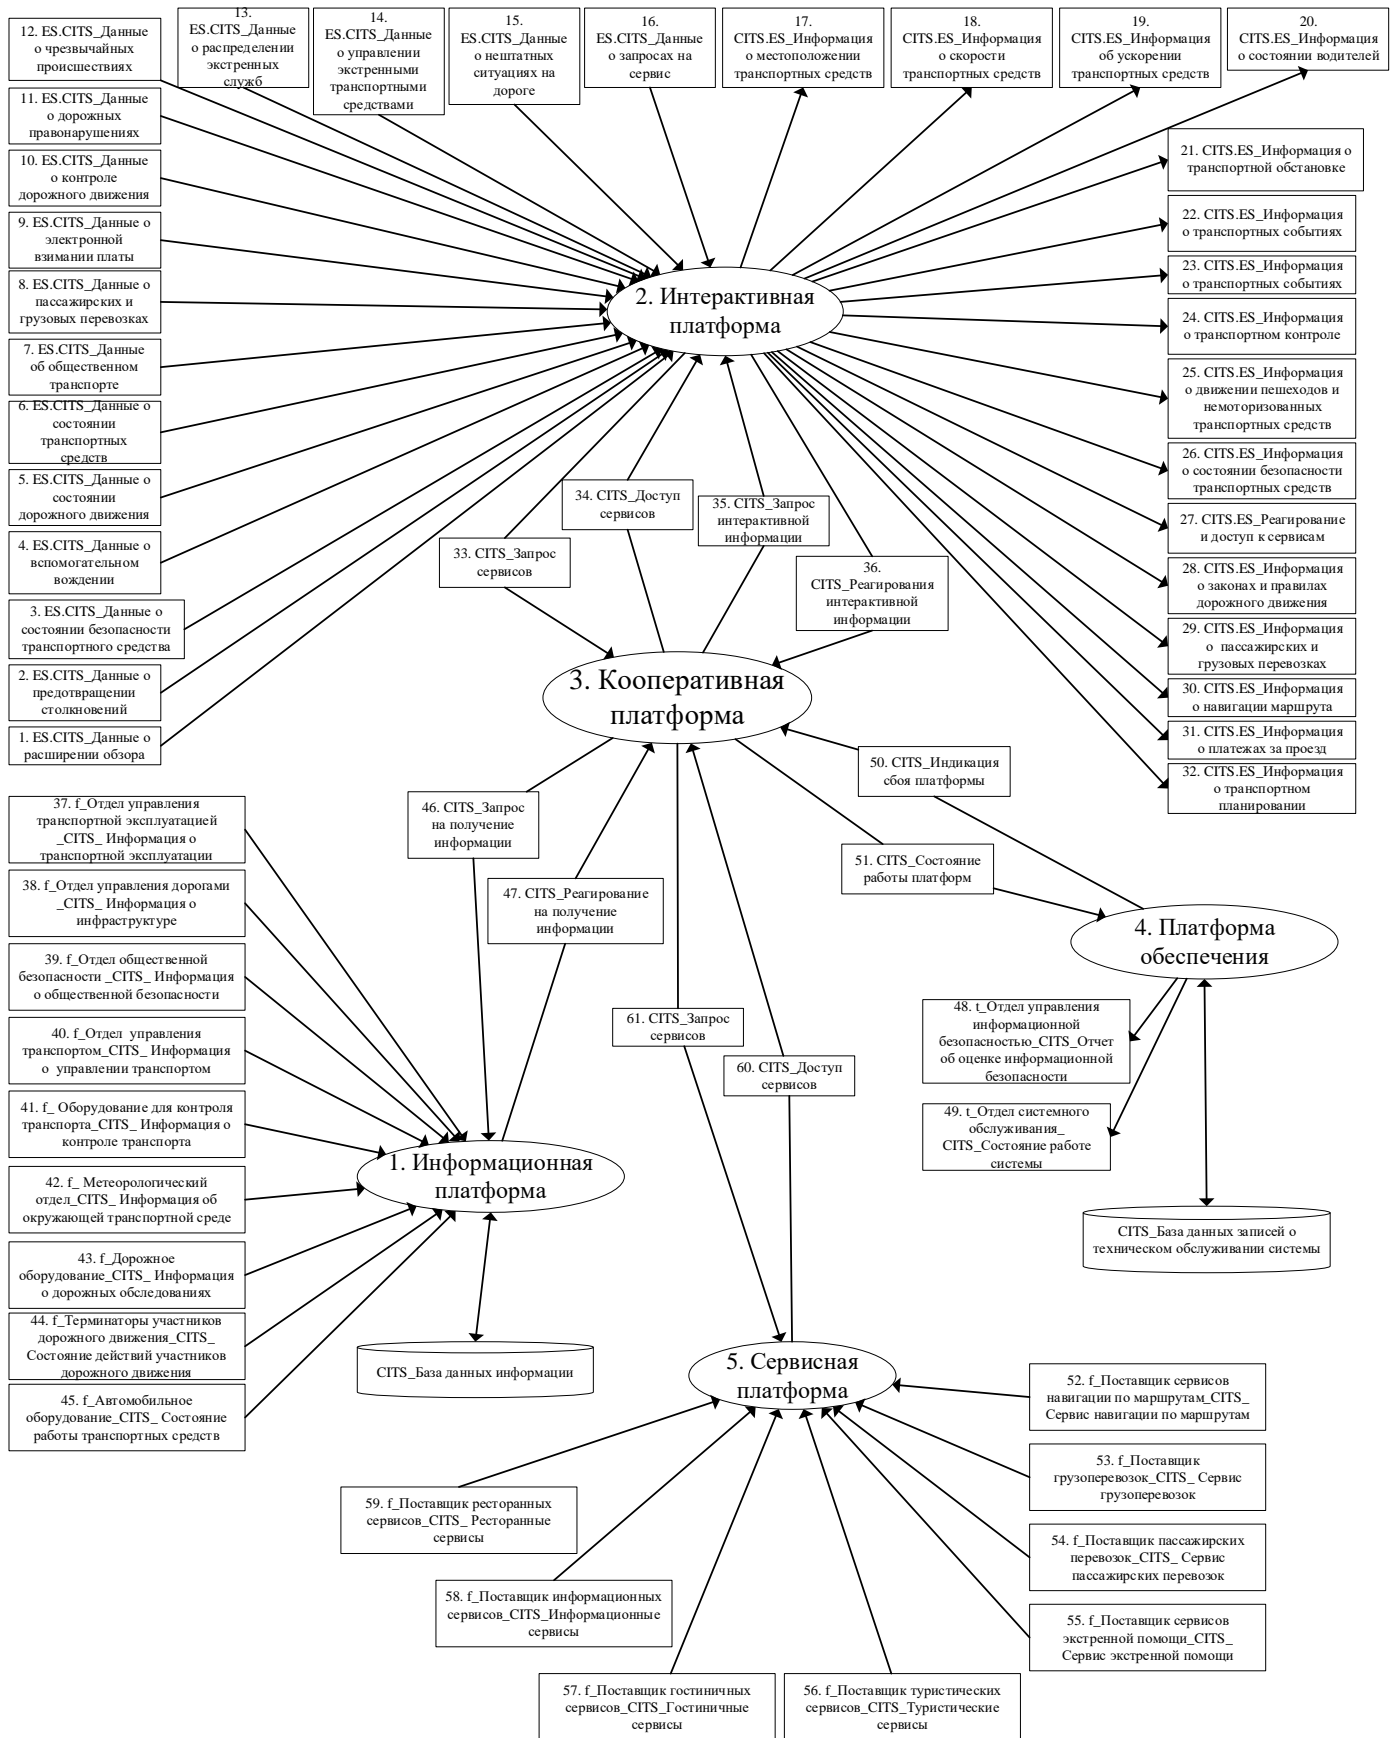 12. ES.CITS_Данные
о чрезвычайных
происшествиях
13.
ES.CITS_Данные
о распределении
экстренных
служб
14.
ES.CITS_Данные
о управлении
экстренными
транспортными
средствами
15.
ES.CITS_Данные
о нештатных
ситуациях на
дороге
16.
ES.CITS_Данные
о запросах на
сервис
17.
CITS.ES_Информация
о местоположении
транспортных средств
18.
CITS.ES_Информация
о скорости
транспортных средств
19.
CITS.ES_Информация
об ускорении
транспортных средств
20.
CITS.ES_Информация
о состоянии водителей
11. ES.CITS_Данные
о дорожных
правонарушениях
10. ES.CITS_Данные
о контроле
дорожного движения
9. ES.CITS_Данные о
электронной
взимании платы
8. ES.CITS_Данные о
пассажирских и
грузовых перевозках
7. ES.CITS_Данные
об общественном
транспорте
6. ES.CITS_Данные о
состоянии
транспортных
средств
5. ES.CITS_Данные о
состоянии
дорожного движения
4. ES.CITS_Данные о
вспомогательном
вождении
3. ES.CITS_Данные о
состоянии безопасности
транспортного средства
2. ES.CITS_Данные о
предотвращении
столкновений
1. ES.CITS_Данные о
расширении обзора
2. Интерактивная
платформа
21. CITS.ES_Информация о
транспортной обстановке
22. CITS.ES_Информация
о транспортных событиях
23. CITS.ES_Информация
о транспортных событиях
24. CITS.ES_Информация
о транспортном контроле
25. CITS.ES_Информация
о движении пешеходов и
немоторизованных
транспортных средств
26. CITS.ES_Информация
о состоянии безопасности
транспортных средств
27. CITS.ES_Реагирование
и доступ к сервисам
28. CITS.ES_Информация
о законах и правилах
дорожного движения
29. CITS.ES_Информация
о пассажирских и
грузовых перевозках
30. CITS.ES_Информация
о навигации маршрута
31. CITS.ES_Информация
о платежах за проезд
32. CITS.ES_Информация
о транспортном
планировании
33. CITS_Запрос
сервисов
34. CITS_Доступ
сервисов
35. CITS_Запрос
интерактивной
информации
36.
CITS_Реагирования
интерактивной
информации
3. Кооперативная
платформа
37. f_Отдел управления
транспортной эксплуатацией
_CITS_ Информация о
транспортной эксплуатации
38. f_Отдел управления дорогами
_CITS_ Информация о
инфраструктуре
39. f_Отдел общественной
безопасности _CITS_ Информация
о общественной безопасности
40. f_Отдел управления
транспортом_CITS_ Информация
о управлении транспортом
41. f_ Оборудование для контроля
транспорта_CITS_ Информация о
контроле транспорта
42. f_ Метеорологический
отдел_CITS_ Информация об
окружающей транспортной среде
43. f_Дорожное
оборудование_CITS_ Информация
о дорожных обследованиях
44. f_Терминаторы участников
дорожного движения_CITS_
Состояние действий участников
дорожного движения
45. f_Автомобильное
оборудование_CITS_ Состояние
работы транспортных средств
46. CITS_Запрос
на получение
информации
47. CITS_Реагирование
на получение
информации
50. CITS_Индикация
сбоя платформы
51. CITS_Состояние
работы платформ
4. Платформа
обеспечения
48. t_Отдел управления
информационной
безопасностью_CITS_Отчет
об оценке информационной
безопасности
49. t_Отдел системного
обслуживания_
CITS_Состояние работе
системы
CITS_База данных записей о
техническом обслуживании системы
61. CITS_Запрос
сервисов
60. CITS_Доступ
сервисов
1. Информационная
платформа
CITS_База данных информации
5. Сервисная
платформа
52. f_Поставщик сервисов
навигации по маршрутам_CITS_
Сервис навигации по маршрутам
53. f_Поставщик
грузоперевозок_CITS_ Сервис
грузоперевозок
54. f_Поставщик пассажирских
перевозок_CITS_ Сервис
пассажирских перевозок
55. f_Поставщик сервисов
экстренной помощи_CITS_
Сервис экстренной помощи
59. f_Поставщик ресторанных
сервисов_CITS_ Ресторанные
сервисы
58. f_Поставщик информационных
сервисов_CITS_Информационные
сервисы
57. f_Поставщик гостиничных
сервисов_CITS_Гостиничные
сервисы
56. f_Поставщик туристических
сервисов_CITS_Туристические
сервисы